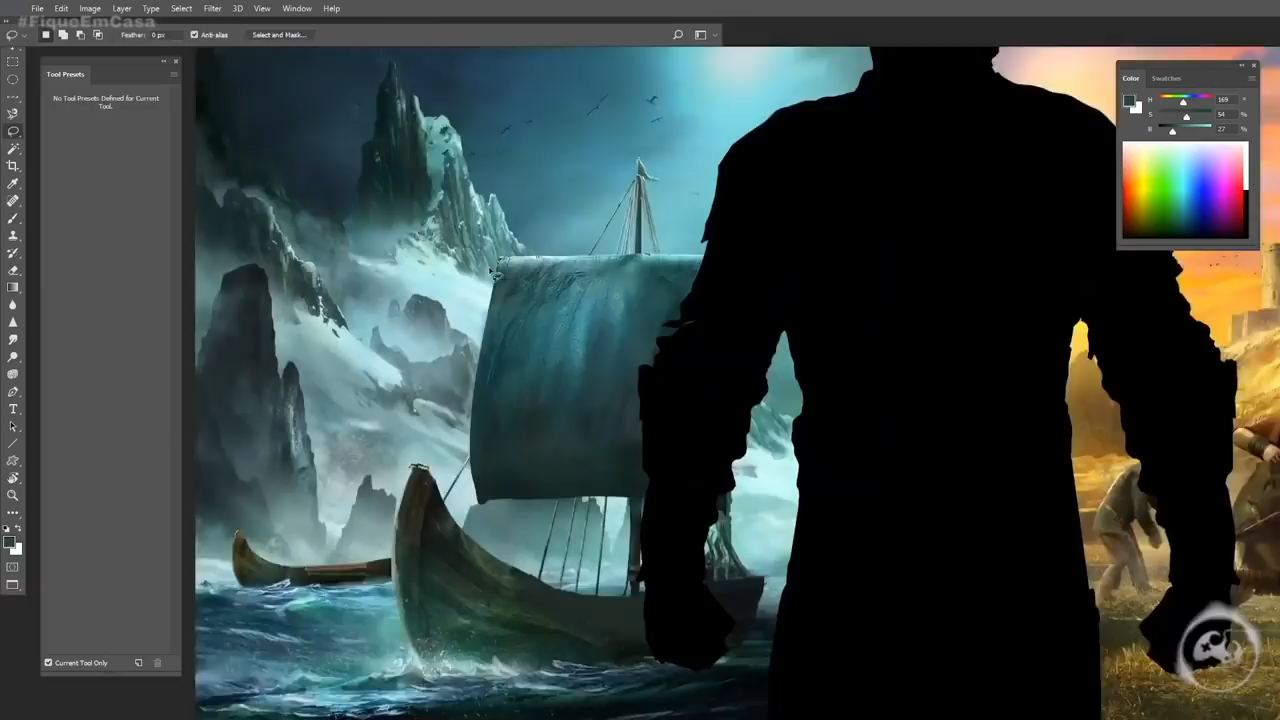 File Edit Image Layer Type Select Filter 3D View Window Help
#FiqueEmCasa
Feather: 0 px Anti-alias Select and Mask...
Tool Presets
No Tool Presets Defined for Current
Tool.
Current Tool Only
Color Swatches
H 169 °
S 54 %
B 27 %